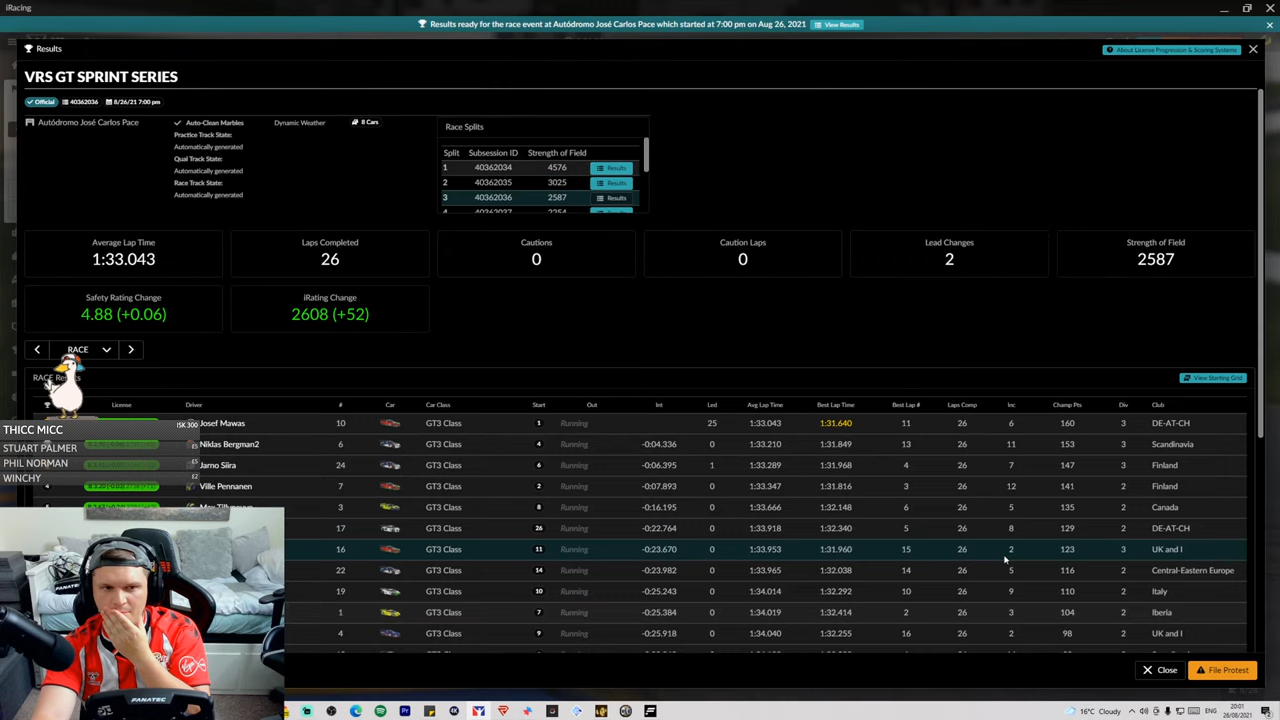 iRacing
Results ready for the race event at Autódromo José Carlos Pace which started at 7:00 pm on Aug 26, 2021 View Results
Results
About License Progression & Scoring Systems
VRS GT SPRINT SERIES
Official 40362036 8/26/21 7:00 pm
Autódromo José Carlos Pace Auto-Clean Marbles Dynamic Weather 8 Cars
Practice Track State:
Automatically generated
Qual Track State:
Automatically generated
Race Track State:
Automatically generated
Race Splits
Split Subsession ID Strength of Field
1 40362034 4576 Results
2 40362035 3025 Results
3 40362036 2587 Results
4 40362037 2254 Results
Average Lap Time Laps Completed Cautions Caution Laps Lead Changes Strength of Field
1:33.043 26 0 0 2 2587
Safety Rating Change iRating Change
4.88 (+0.06) 2608 (+52)
RACE
RACE Results
View Starting Grid
License Driver # Car Car Class Start Out Int Led Avg Lap Time Best Lap Time Best Lap # Laps Comp Inc Champ Pts Div Club
Josef Mawas 10 GT3 Class 1 Running 25 1:33.043 1:31.640 11 26 6 160 3 DE-AT-CH
Niklas Bergman2 6 GT3 Class 4 Running -0:04.336 0 1:33.210 1:31.849 13 26 11 153 3 Scandinavia
Jarno Siira 24 GT3 Class 6 Running -0:06.395 1 1:33.289 1:31.968 4 26 7 147 3 Finland
4 Ville Pennanen 7 GT3 Class 2 Running -0:07.893 0 1:33.347 1:31.816 3 26 12 141 2 Finland
3 GT3 Class 8 Running -0:16.195 0 1:33.666 1:32.148 6 26 5 135 2 Canada
17 GT3 Class 26 Running -0:22.764 0 1:33.918 1:32.340 5 26 8 129 2 DE-AT-CH
16 GT3 Class 11 Running -0:23.670 0 1:33.953 1:31.960 15 26 2 123 3 UK and I
22 GT3 Class 14 Running -0:23.982 0 1:33.965 1:32.038 14 26 5 116 2 Central-Eastern Europe
19 GT3 Class 10 Running -0:25.243 0 1:34.014 1:32.292 10 26 9 110 2 Italy
1 GT3 Class 7 Running -0:25.384 0 1:34.019 1:32.414 2 26 3 104 2 Iberia
4 GT3 Class 9 Running -0:25.918 0 1:34.040 1:32.255 16 26 2 98 2 UK and I
THICC MICC ISK 300
STUART PALMER £5
PHIL NORMAN £5
WINCHY £2
Virgin
FANATEC
FANATEC
Close File Protest
16°C Cloudy ENG 20:01
26/08/2021